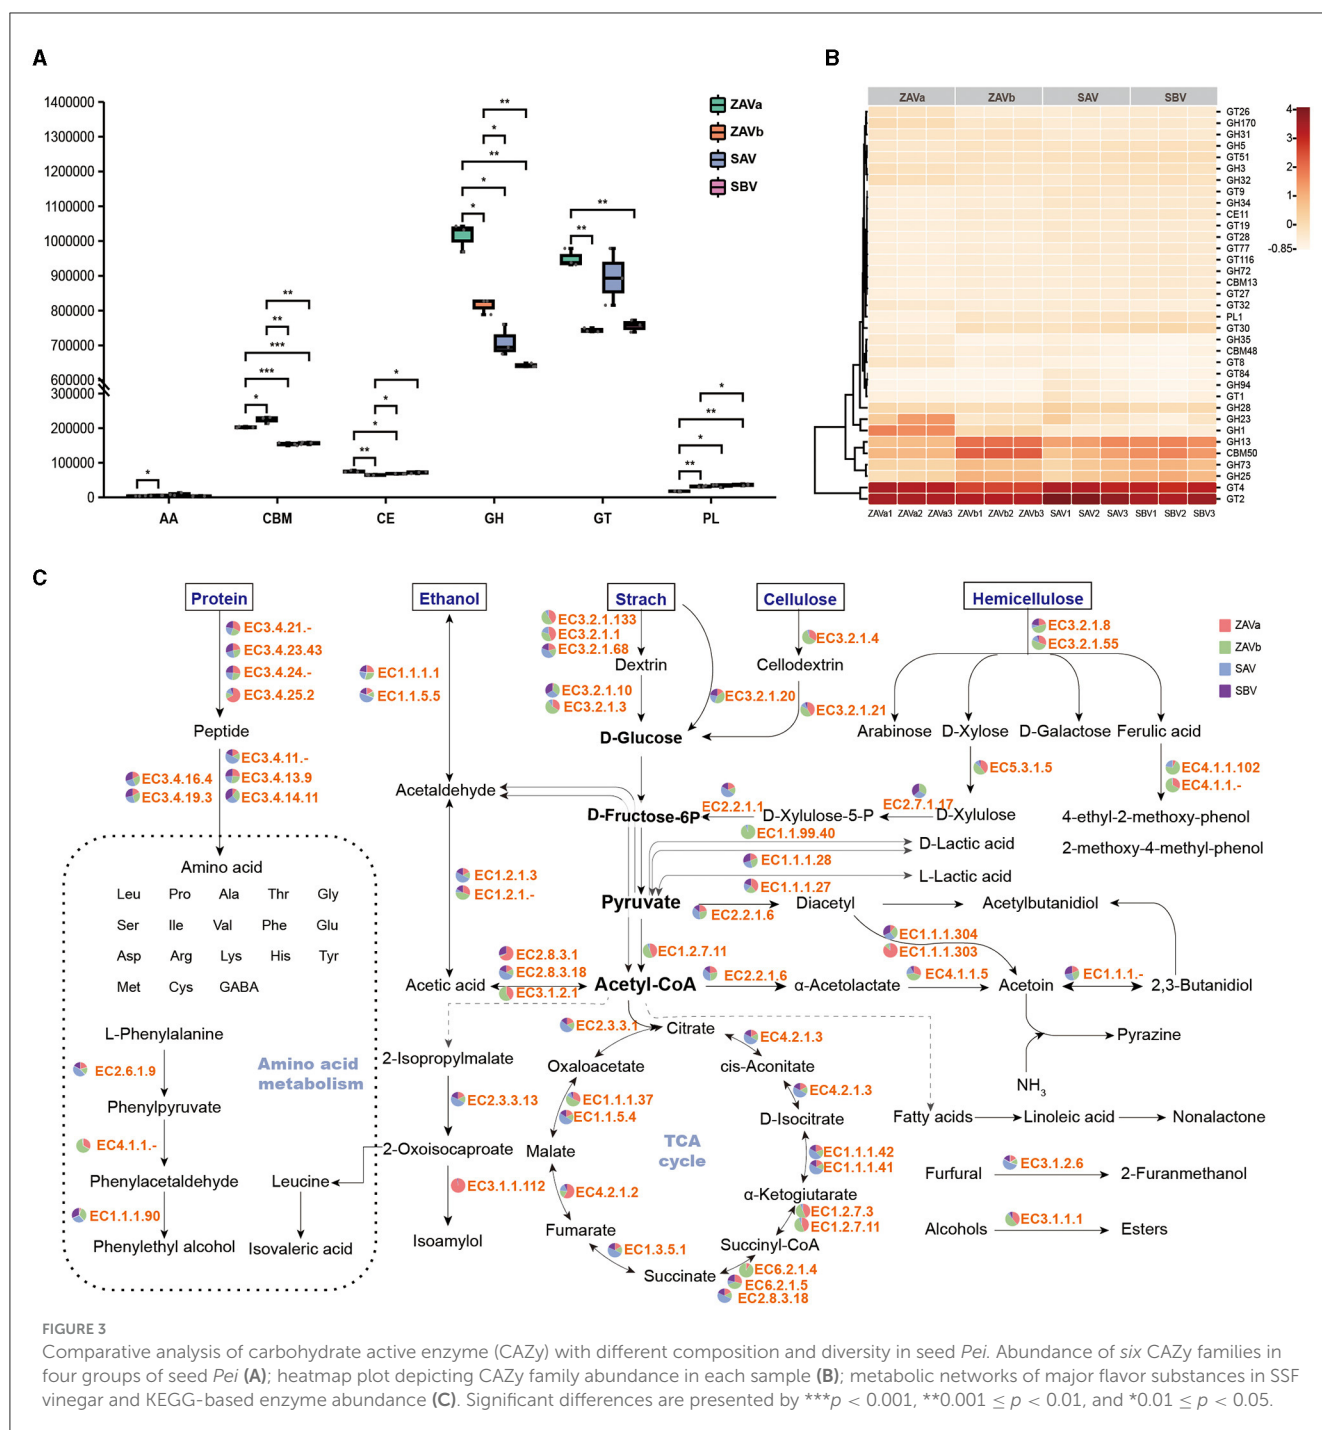 A
1400000
1300000
1200000
1100000
1000000
900000
800000
700000
600000
300000
200000
100000
0
AA CBM CE GH GT PL
* * *** *** ** ** ** * * * * * ** * ** ** ** ** * ** *
ZAVa
ZAVb
SAV
SBV
B
ZAVa ZAVb SAV SBV
GT26
GH170
GH31
GH5
GT51
GH3
GH32
GT9
GH34
CE11
GT19
GT28
GT77
GT116
GH72
CBM13
GT27
GT32
PL1
GT30
GH35
CBM48
GT8
GT84
GH94
GT1
GH28
GH23
GH1
GH13
CBM50
GH73
GH25
GT4
GT2
ZAVa1 ZAVa2 ZAVa3 ZAVb1 ZAVb2 ZAVb3 SAV1 SAV2 SAV3 SBV1 SBV2 SBV3
4
3
2
1
0
-0.85
C
Protein Ethanol Strach Cellulose Hemicellulose
ZAVa
ZAVb
SAV
SBV
EC3.4.21.-
EC3.4.23.43
EC3.4.24.-
EC3.4.25.2
Peptide
EC3.4.11.-
EC3.4.16.4 EC3.4.13.9
EC3.4.19.3 EC3.4.14.11
Amino acid
Leu Pro Ala Thr Gly
Ser Ile Val Phe Glu
Asp Arg Lys His Tyr
Met Cys GABA
L-Phenylalanine
EC2.6.1.9
Phenylpyruvate
EC4.1.1.-
Phenylacetaldehyde
EC1.1.1.90
Phenylethyl alcohol
Amino acid
metabolism
Leucine
Isovaleric acid
EC1.1.1.1
EC1.1.5.5
Acetaldehyde
EC1.2.1.3
EC1.2.1.-
Acetic acid
EC2.8.3.1
EC2.8.3.18
EC3.1.2.1
2-Isopropylmalate
EC2.3.3.13
2-Oxoisocaproate
EC3.1.1.112
Isoamylol
EC3.2.1.133
EC3.2.1.1
EC3.2.1.68
Dextrin
EC3.2.1.10
EC3.2.1.3
EC3.2.1.20
D-Glucose
D-Fructose-6P
Pyruvate
EC1.2.7.11
Acetyl-CoA
EC3.2.1.4
Cellodextrin
EC3.2.1.21
EC3.2.1.8
EC3.2.1.55
Arabinose D-Xylose D-Galactose Ferulic acid
EC5.3.1.5
EC4.1.1.102
EC4.1.1.-
EC2.2.1.1 D-Xylulose-5-P EC2.7.1.17 D-Xylulose
4-ethyl-2-methoxy-phenol
2-methoxy-4-methyl-phenol
EC1.1.99.40
D-Lactic acid
EC1.1.1.28
EC1.1.1.27
L-Lactic acid
EC2.2.1.6
Diacetyl
Acetylbutanidiol
EC1.1.1.304
EC1.1.1.303
EC2.2.1.6
α-Acetolactate
EC4.1.1.5
Acetoin
EC1.1.1.-
2,3-Butanidiol
Pyrazine
NH3
EC2.3.3.1
Citrate
EC4.2.1.3
Oxaloacetate
cis-Aconitate
EC1.1.1.37
EC1.1.5.4
EC4.2.1.3
D-Isocitrate
Malate
TCA
cycle
EC1.1.1.42
EC1.1.1.41
EC4.2.1.2
α-Ketogiutarate
Fumarate
EC1.2.7.3
EC1.2.7.11
EC1.3.5.1
Succinyl-CoA
Succinate
EC6.2.1.4
EC6.2.1.5
EC2.8.3.18
Fatty acids Linoleic acid Nonalactone
Furfural EC3.1.2.6 2-Furanmethanol
Alcohols EC3.1.1.1 Esters
FIGURE 3
Comparative analysis of carbohydrate active enzyme (CAZy) with different composition and diversity in seed Pei. Abundance of six CAZy families in
four groups of seed Pei (A); heatmap plot depicting CAZy family abundance in each sample (B); metabolic networks of major flavor substances in SSF
vinegar and KEGG-based enzyme abundance (C). Significant differences are presented by ***p < 0.001, **0.001 ≤ p < 0.01, and *0.01 ≤ p < 0.05.